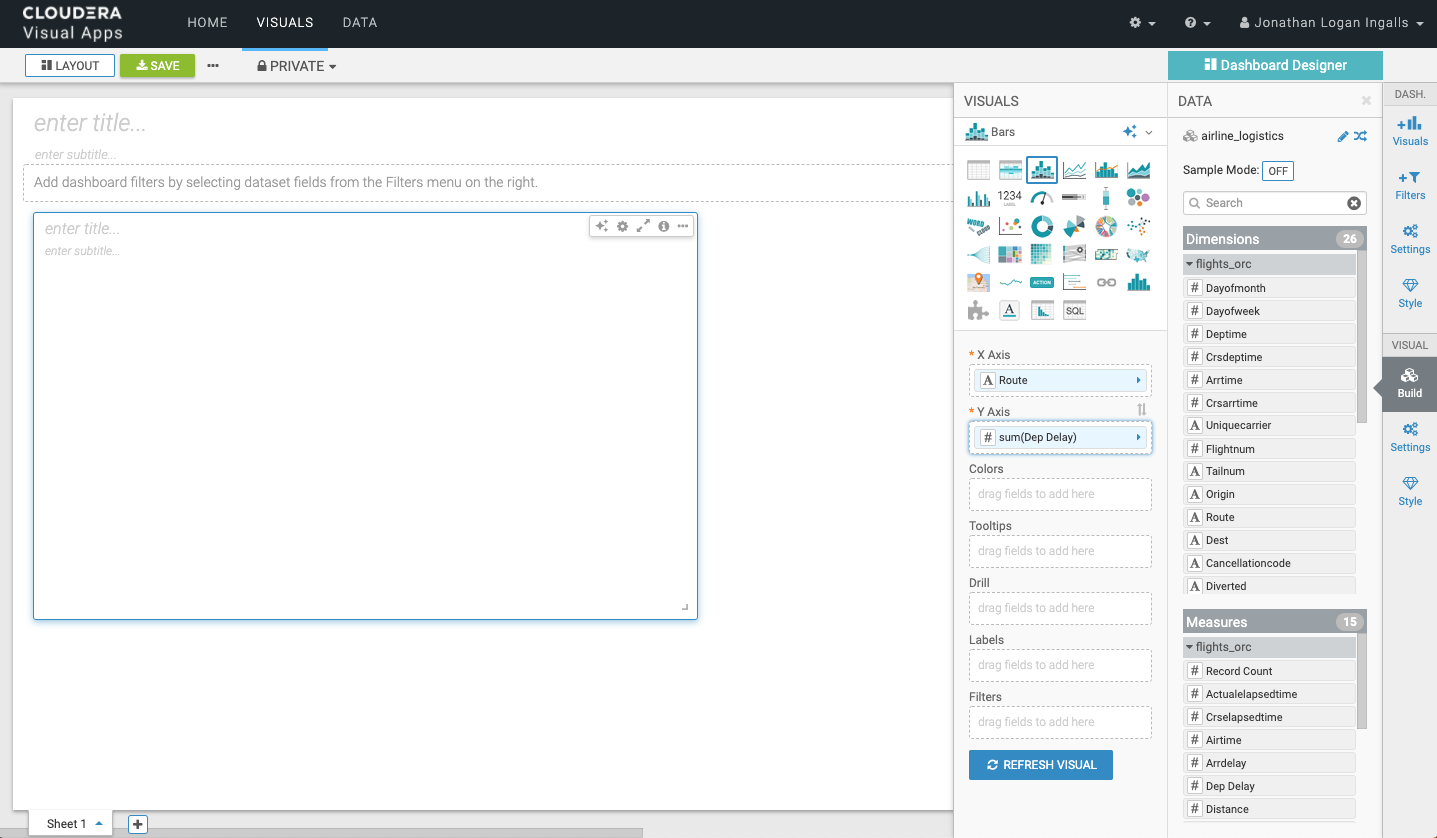 CLOUDERA
Visual Apps
HOME
VISUALS
DATA
Jonathan Logan Ingalls
LAYOUT
SAVE
PRIVATE
Dashboard Designer
enter title...
enter subtitle...
Add dashboard filters by selecting dataset fields from the Filters menu on the right.
enter title...
enter subtitle...
Sheet 1
VISUALS
Bars
1234
LABEL
WORD
CLOUD
ACTION
A
SQL
* X Axis
A Route
* Y Axis
# sum(Dep Delay)
Colors
drag fields to add here
Tooltips
drag fields to add here
Drill
drag fields to add here
Labels
drag fields to add here
Filters
drag fields to add here
REFRESH VISUAL
DATA
airline_logistics
Sample Mode: OFF
Search
Dimensions 26
flights_orc
# Dayofmonth
# Dayofweek
# Deptime
# Crsdeptime
# Arrtime
# Crsarrtime
A Uniquecarrier
# Flightnum
A Tailnum
A Origin
A Route
A Dest
A Cancellationcode
A Diverted
Measures 15
flights_orc
# Record Count
# Actualelapsedtime
# Crselapsedtime
# Airtime
# Arrdelay
# Dep Delay
# Distance
DASH.
Visuals
Filters
Settings
Style
VISUAL
Build
Settings
Style